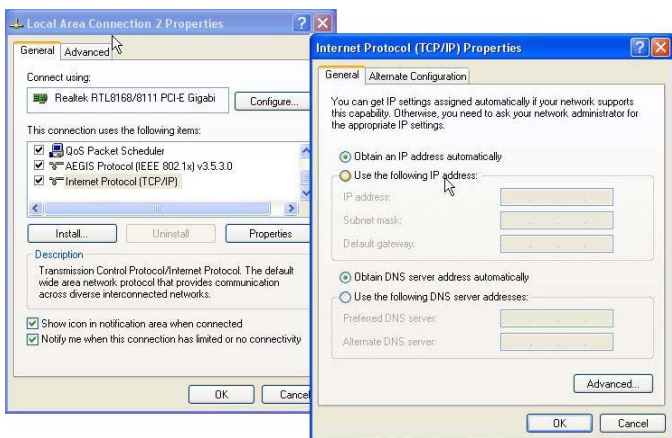 Local Area Connection 2 Properties
General
Advanced
Connect using:
Realtek RTL8168/8111 PCI-E Gigabi
Configure...
This connection uses the following items:
QoS Packet Scheduler
AEGIS Protocol (IEEE 802.1x) v3.5.3.0
Internet Protocol (TCP/IP)
Install...
Uninstall
Properties
Description
Transmission Control Protocol/Internet Protocol. The default
wide area network protocol that provides communication
across diverse interconnected networks.
Show icon in notification area when connected
Notify me when this connection has limited or no connectivity
OK
Cancel
Internet Protocol (TCP/IP) Properties
General
Alternate Configuration
You can get IP settings assigned automatically if your network supports
this capability. Otherwise, you need to ask your network administrator for
the appropriate IP settings.
Obtain an IP address automatically
Use the following IP address:
IP address:
Subnet mask:
Default gateway:
Obtain DNS server address automatically
Use the following DNS server addresses:
Preferred DNS server:
Alternate DNS server:
Advanced...
OK
Cancel